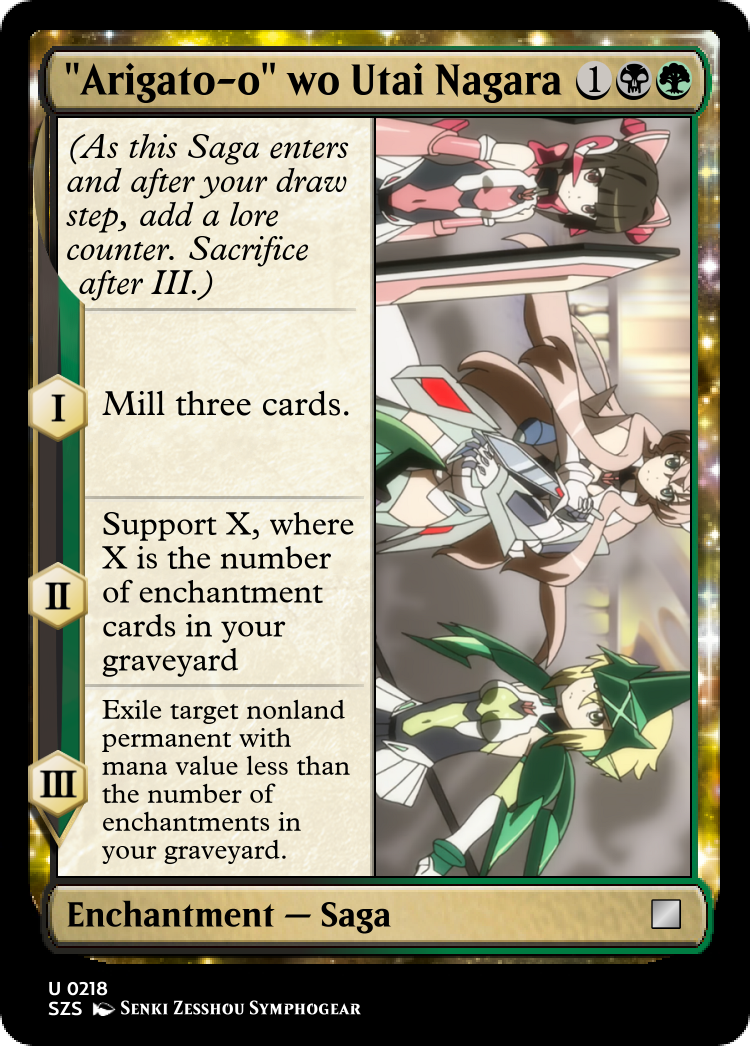 "Arigato-o" wo Utai Nagara 1
(As this Saga enters
and after your draw
step, add a lore
counter. Sacrifice
after III.)
I
Mill three cards.
II
Support X, where
X is the number
of enchantment
cards in your
graveyard
III
Exile target nonland
permanent with
mana value less than
the number of
enchantments in
your graveyard.
Enchantment — Saga
U 0218
SZS Senki Zesshou Symphogear